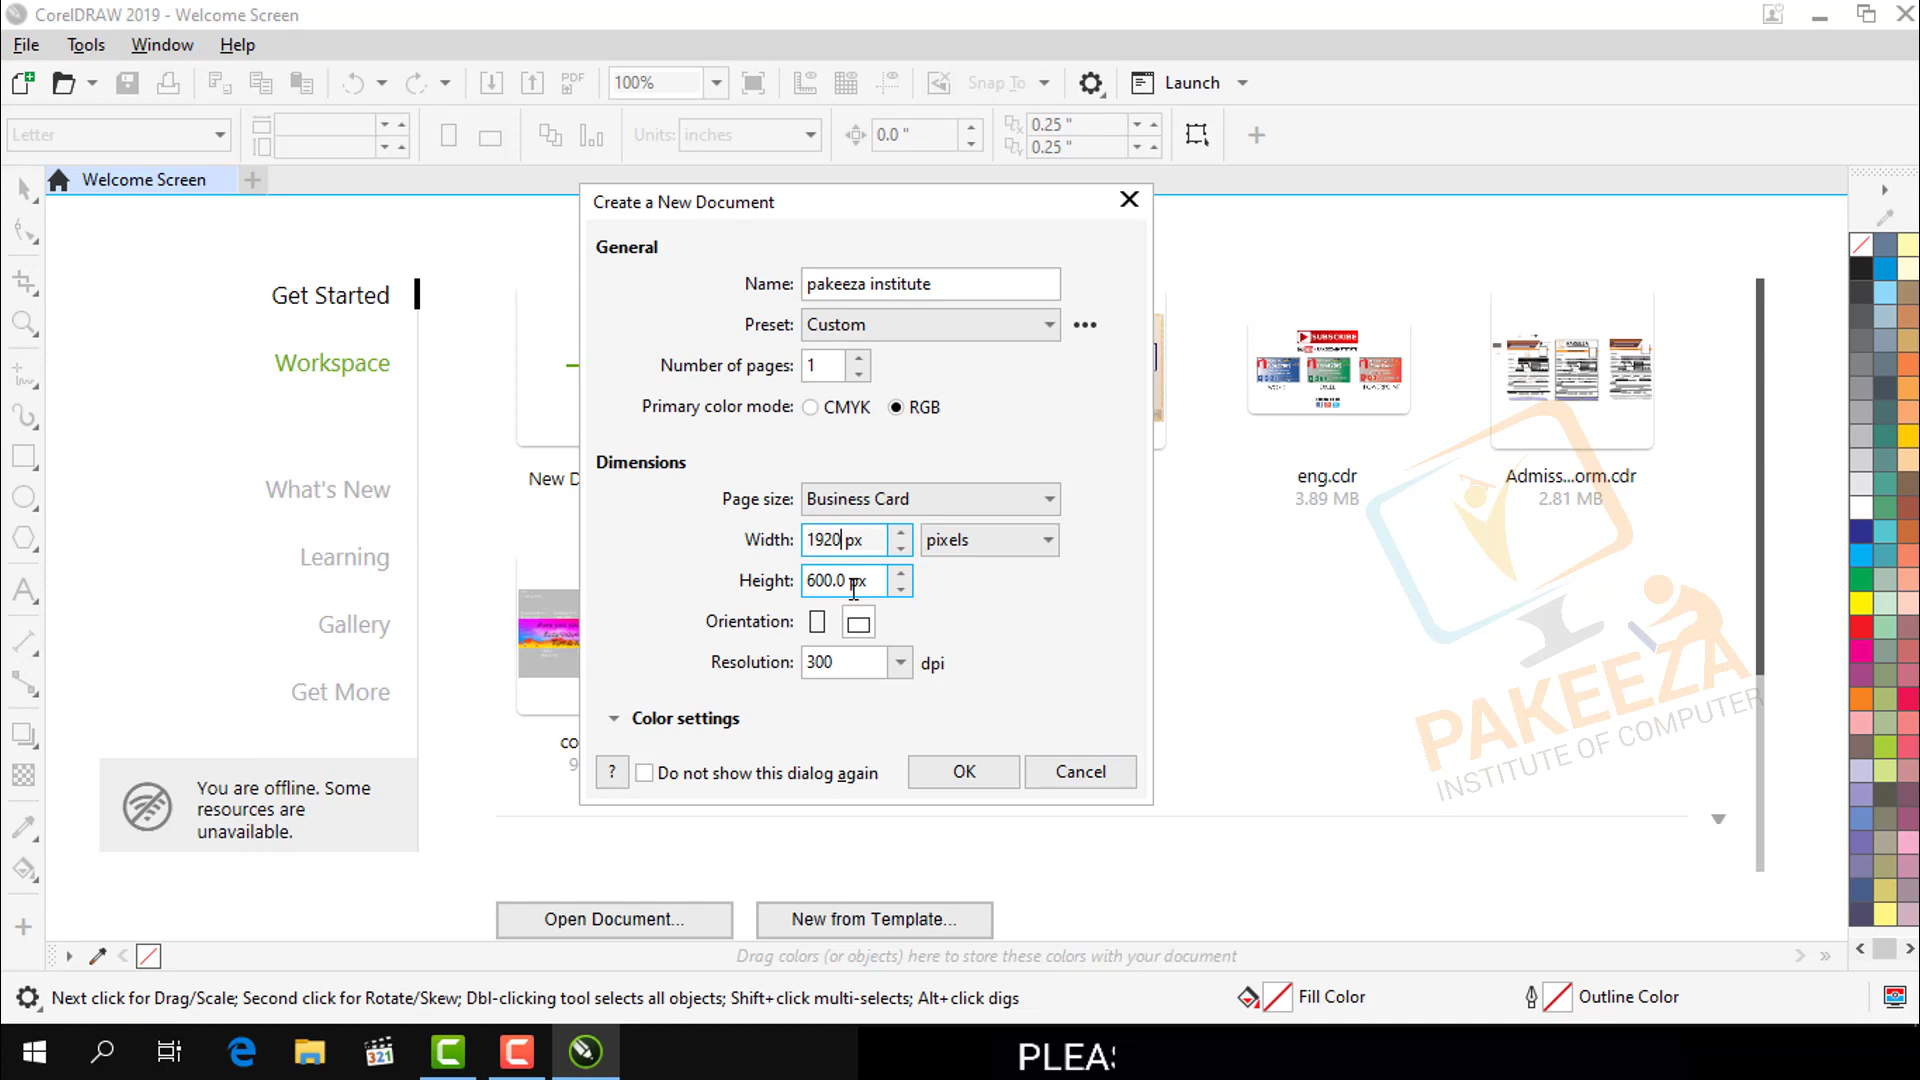 CorelDRAW 2019 - Welcome Screen
File Tools Window Help
PDF 100% Snap To Launch
Letter Units: inches 0.0 " 0.25 "
0.25 "
Welcome Screen
Create a New Document
General
Name: pakeeza institute
Preset: Custom
Number of pages: 1
Primary color mode: CMYK RGB
Dimensions
Page size: Business Card
Width: 1920 px pixels
Height: 600.0 px
Orientation:
Resolution: 300 dpi
Color settings
? Do not show this dialog again OK Cancel
Get Started
Workspace
What's New
Learning
Gallery
Get More
You are offline. Some
resources are
unavailable.
New D
co
9
SUBSCRIBE
eng.cdr
3.89 MB
Admiss...orm.cdr
2.81 MB
PAKEEZA
INSTITUTE OF COMPUTER
Open Document... New from Template...
Drag colors (or objects) here to store these colors with your document
Next click for Drag/Scale; Second click for Rotate/Skew; Dbl-clicking tool selects all objects; Shift+click multi-selects; Alt+click digs
Fill Color Outline Color
321
PLEAS